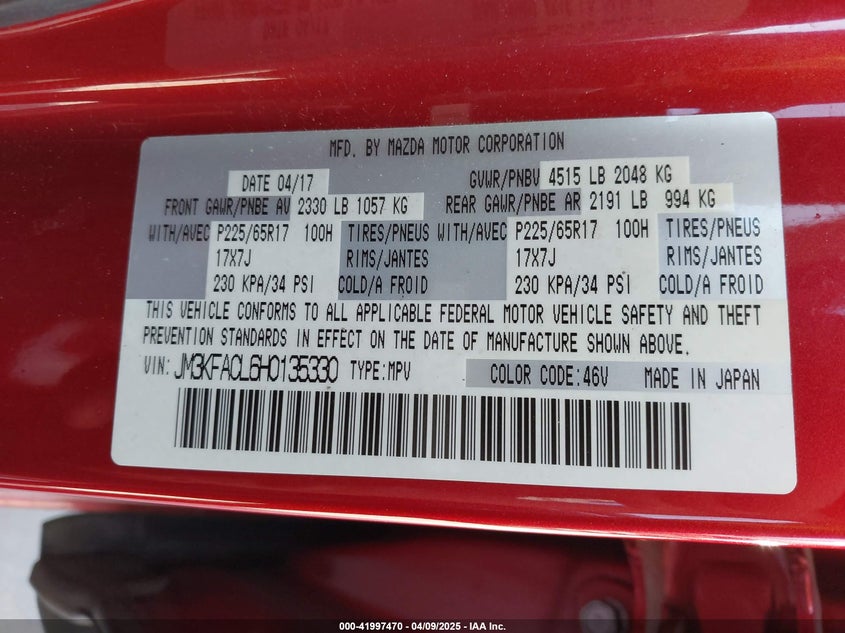 MFD. BY MAZDA MOTOR CORPORATION
DATE 04/17 GVWR/PNBV 4515 LB 2048 KG
FRONT GAWR/PNBE AV 2330 LB 1057 KG REAR GAWR/PNBE AR 2191 LB 994 KG
WITH/AVEC P225/65R17 100H TIRES/PNEUS WITH/AVEC P225/65R17 100H TIRES/PNEUS
17X7J RIMS/JANTES 17X7J RIMS/JANTES
230 KPA/34 PSI COLD/A FROID 230 KPA/34 PSI COLD/A FROID
THIS VEHICLE CONFORMS TO ALL APPLICABLE FEDERAL MOTOR VEHICLE SAFETY AND THEFT
PREVENTION STANDARDS IN EFFECT ON THE DATE OF MANUFACTURE SHOWN ABOVE.
VIN: JM3KFACL6H0135330 TYPE:MPV COLOR CODE:46V MADE IN JAPAN
000-41997470 | 04/09/2025 - IAA Inc.